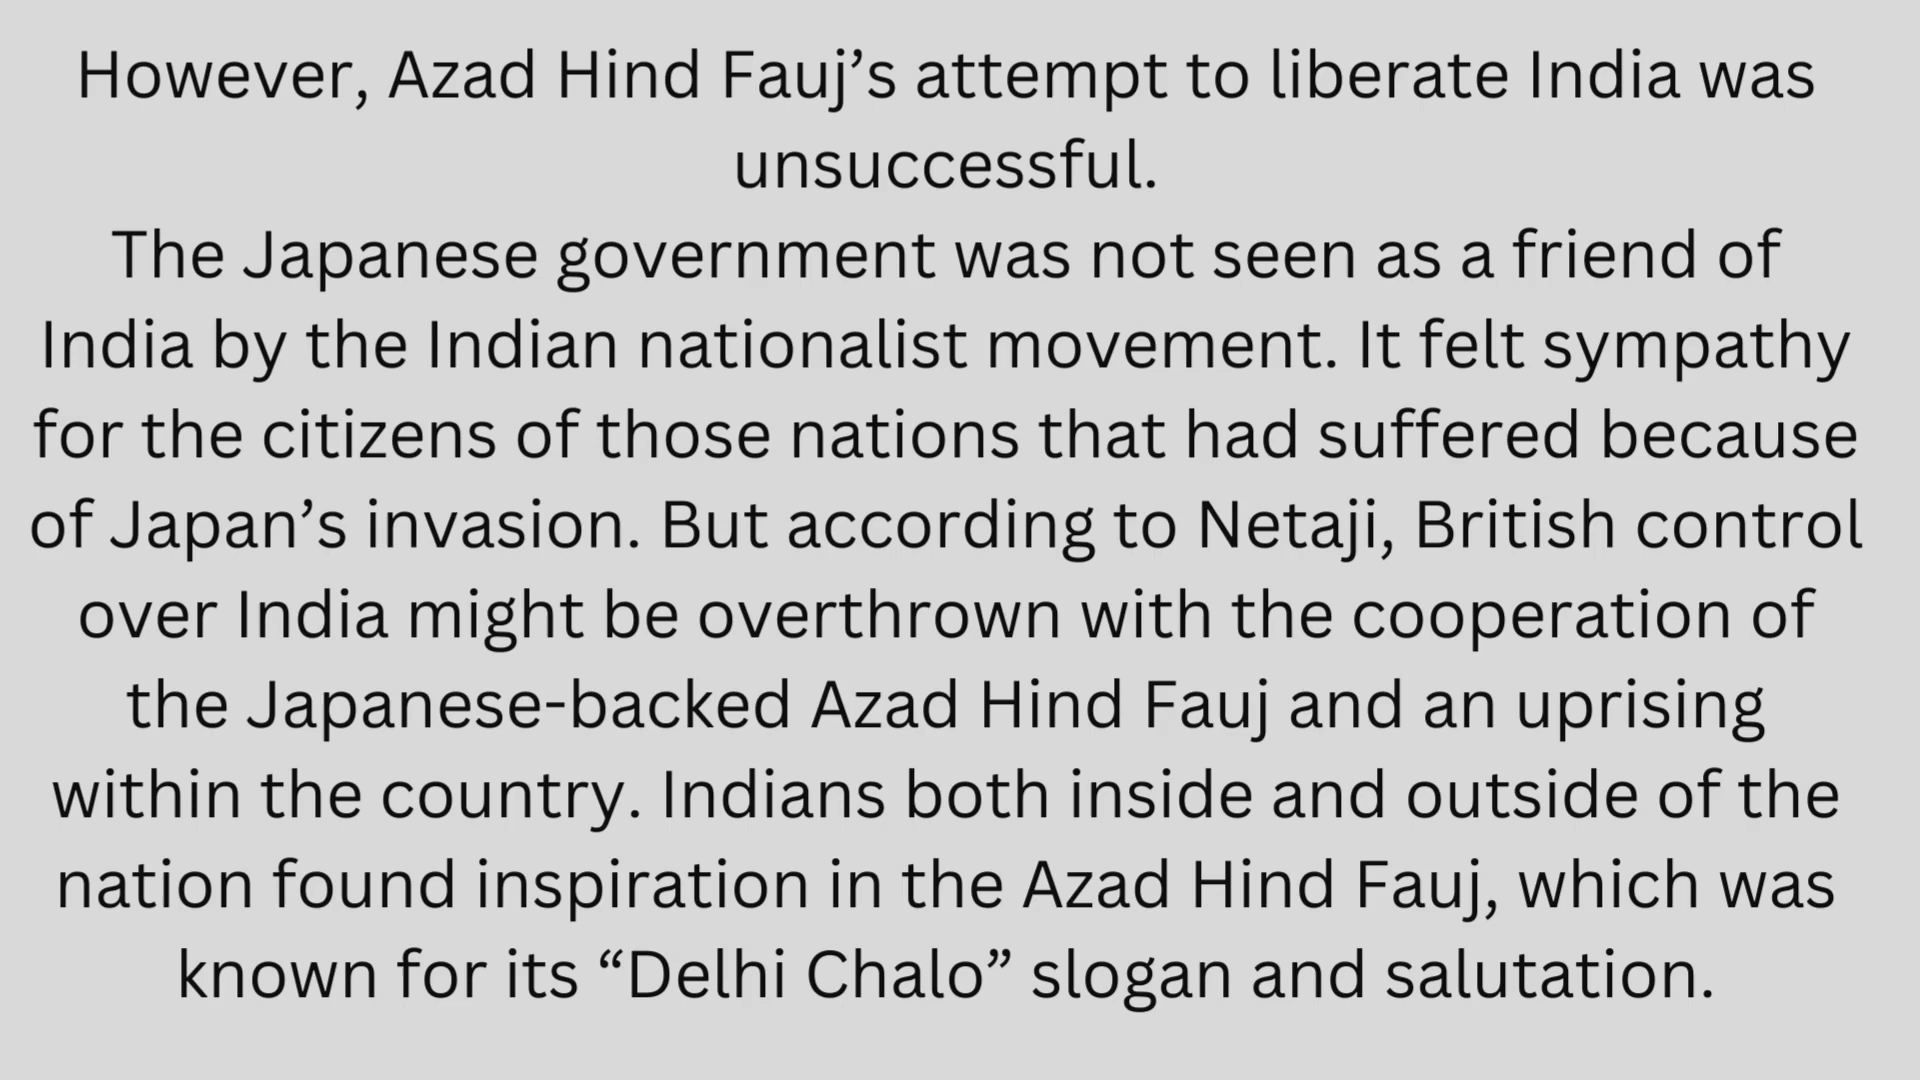 However, Azad Hind Fauj’s attempt to liberate India was
unsuccessful.
The Japanese government was not seen as a friend of
India by the Indian nationalist movement. It felt sympathy
for the citizens of those nations that had suffered because
of Japan’s invasion. But according to Netaji, British control
over India might be overthrown with the cooperation of
the Japanese-backed Azad Hind Fauj and an uprising
within the country. Indians both inside and outside of the
nation found inspiration in the Azad Hind Fauj, which was
known for its “Delhi Chalo” slogan and salutation.